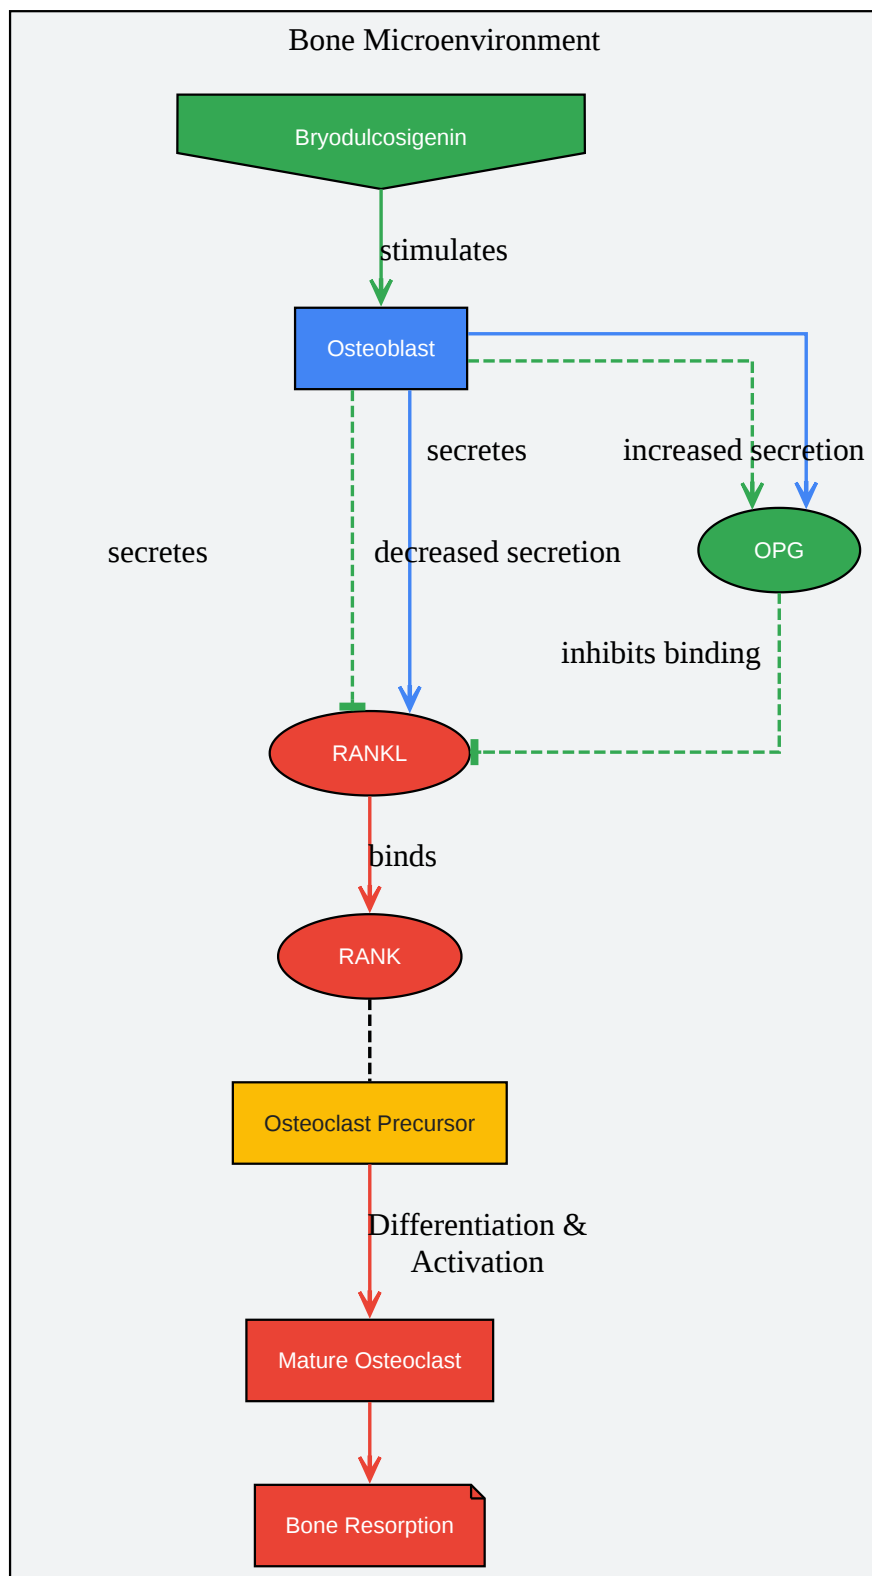 Bone Microenvironment
Bryodulcosigenin
stimulates
Osteoblast
secretes
increased secretion
secretes
decreased secretion
OPG
inhibits binding
RANKL
binds
RANK
Osteoclast Precursor
Differentiation &
Activation
Mature Osteoclast
Bone Resorption